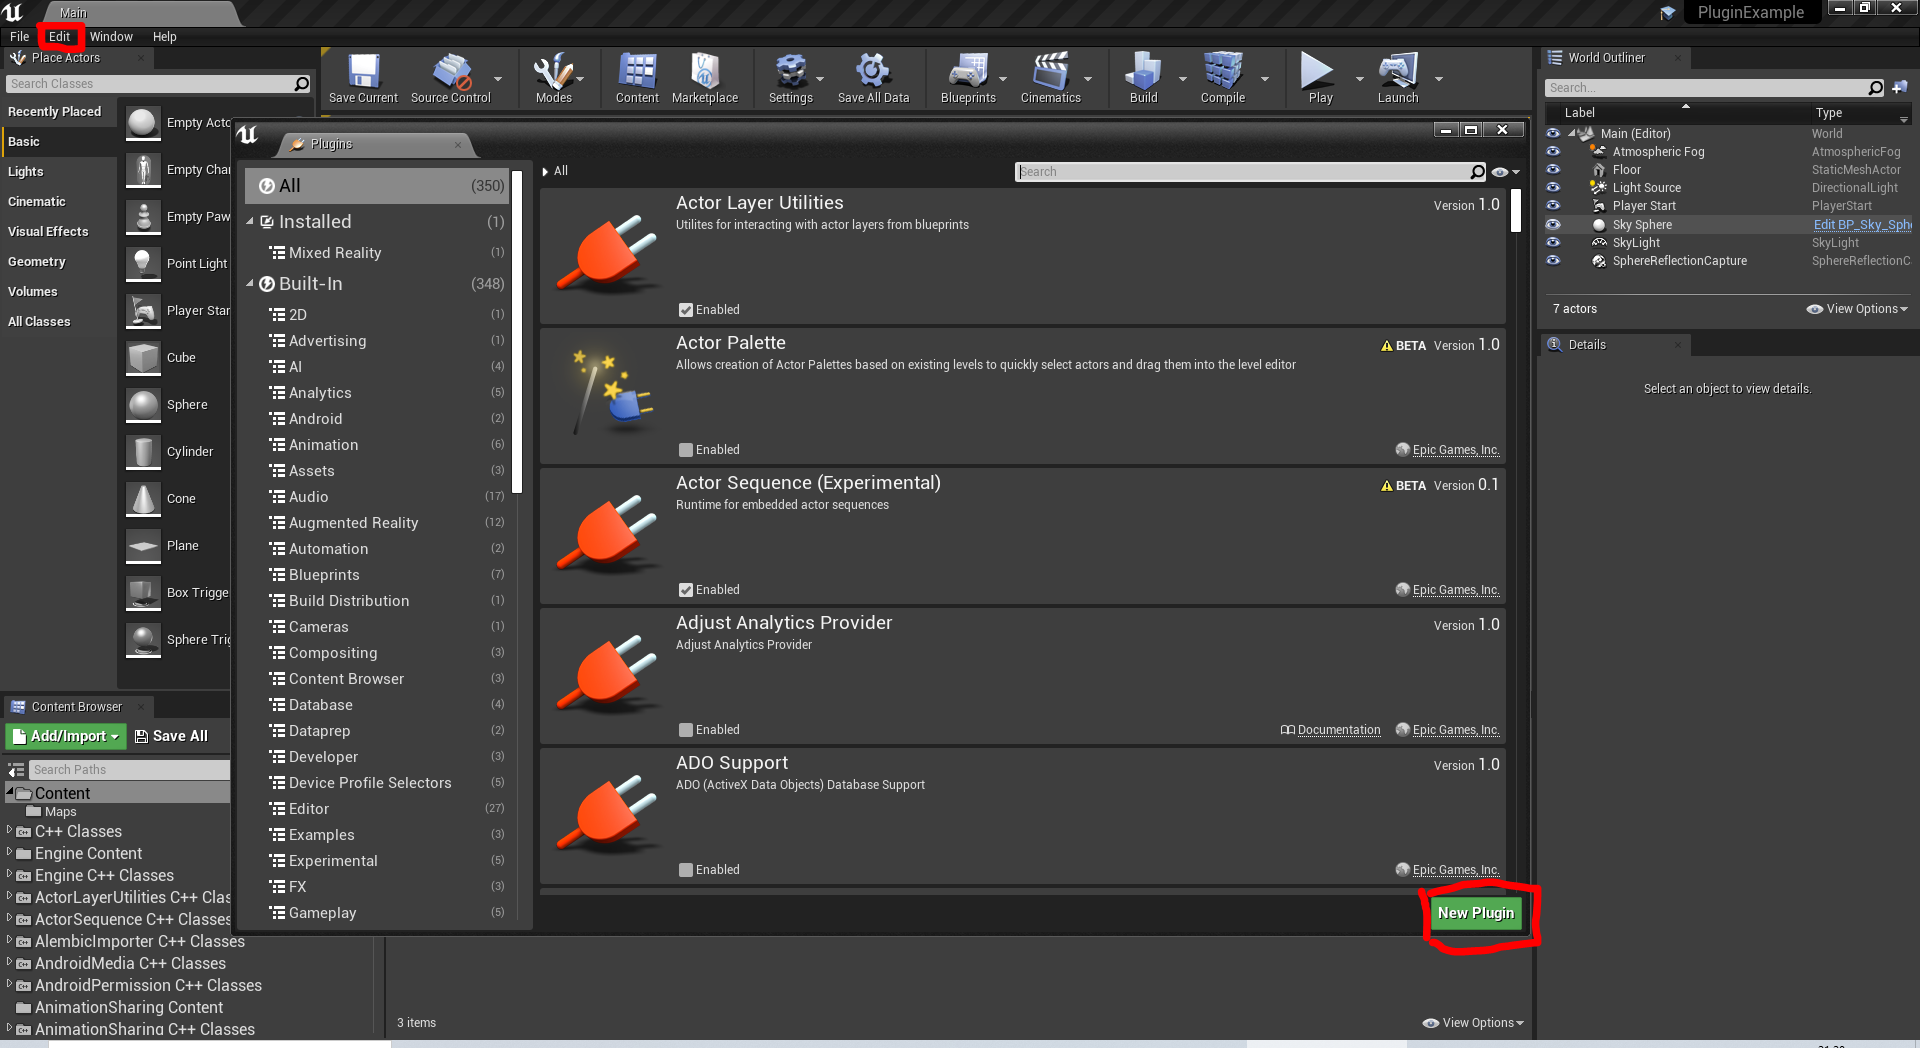 Main
PluginExample
File Edit Window Help
Place Actors
Search Classes
Recently Placed
Basic
Lights
Cinematic
Visual Effects
Geometry
Volumes
All Classes
Empty Acto
Empty Char
Empty Paw
Point Light
Player Star
Cube
Sphere
Cylinder
Cone
Plane
Box Trigge
Sphere Trig
Save Current
Source Control
Modes
Content
Marketplace
Settings
Save All Data
Blueprints
Cinematics
Build
Compile
Play
Launch
Plugins
All (350)
Installed (1)
Mixed Reality (1)
Built-In (348)
2D (1)
Advertising (1)
AI (4)
Analytics (5)
Android (2)
Animation (6)
Assets (3)
Audio (17)
Augmented Reality (12)
Automation (2)
Blueprints (7)
Build Distribution (1)
Cameras (1)
Compositing (3)
Content Browser (3)
Database (4)
Dataprep (2)
Developer (3)
Device Profile Selectors (5)
Editor (27)
Examples (3)
Experimental (5)
FX (3)
Gameplay (5)
All
Search
Actor Layer Utilities
Version 1.0
Utilites for interacting with actor layers from blueprints
Enabled
Actor Palette
BETA Version 1.0
Allows creation of Actor Palettes based on existing levels to quickly select actors and drag them into the level editor
Enabled
Epic Games, Inc.
Actor Sequence (Experimental)
BETA Version 0.1
Runtime for embedded actor sequences
Enabled
Epic Games, Inc.
Adjust Analytics Provider
Version 1.0
Adjust Analytics Provider
Enabled
Documentation Epic Games, Inc.
ADO Support
Version 1.0
ADO (ActiveX Data Objects) Database Support
Enabled
Epic Games, Inc.
New Plugin
World Outliner
Search...
Label Type
Main (Editor) World
Atmospheric Fog AtmosphericFog
Floor StaticMeshActor
Light Source DirectionalLight
Player Start PlayerStart
Sky Sphere Edit BP_Sky_Sph
SkyLight SkyLight
SphereReflectionCapture SphereReflectionC
7 actors
View Options
Details
Select an object to view details.
Content Browser
Add/Import Save All
Search Paths
Content
Maps
C++ Classes
Engine Content
Engine C++ Classes
ActorLayerUtilities C++ Clas
ActorSequence C++ Classes
AlembicImporter C++ Classes
AndroidMedia C++ Classes
AndroidPermission C++ Classes
AnimationSharing Content
AnimationSharing C++ Classes
3 items
View Options